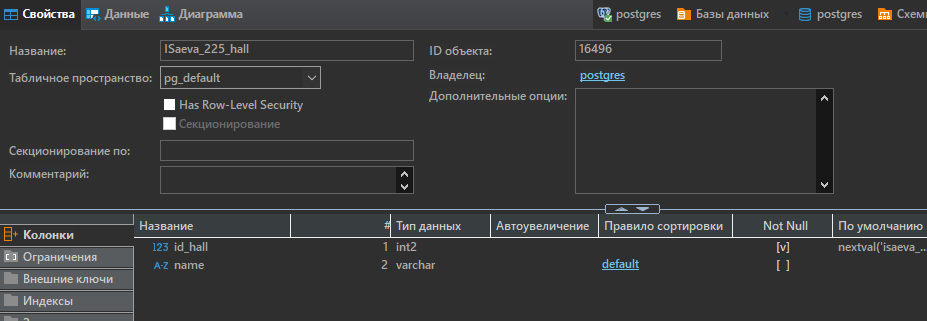 Свойства Данные Диаграмма postgres Базы данных postgres
Название: ISaeva_225_hall ID объекта: 16496
Табличное пространство: pg_default Владелец: postgres
Дополнительные опции:
Has Row-Level Security
Секционирование
Секционирование по:
Комментарий:
Название # Тип данных Автоувеличение Правило сортировки Not Null По умолчанию
Колонки
123 id_hall 1 int2 [v] nextval('isaeva_...
Ограничения
A-Z name 2 varchar default [ ]
Внешние ключи
Индексы